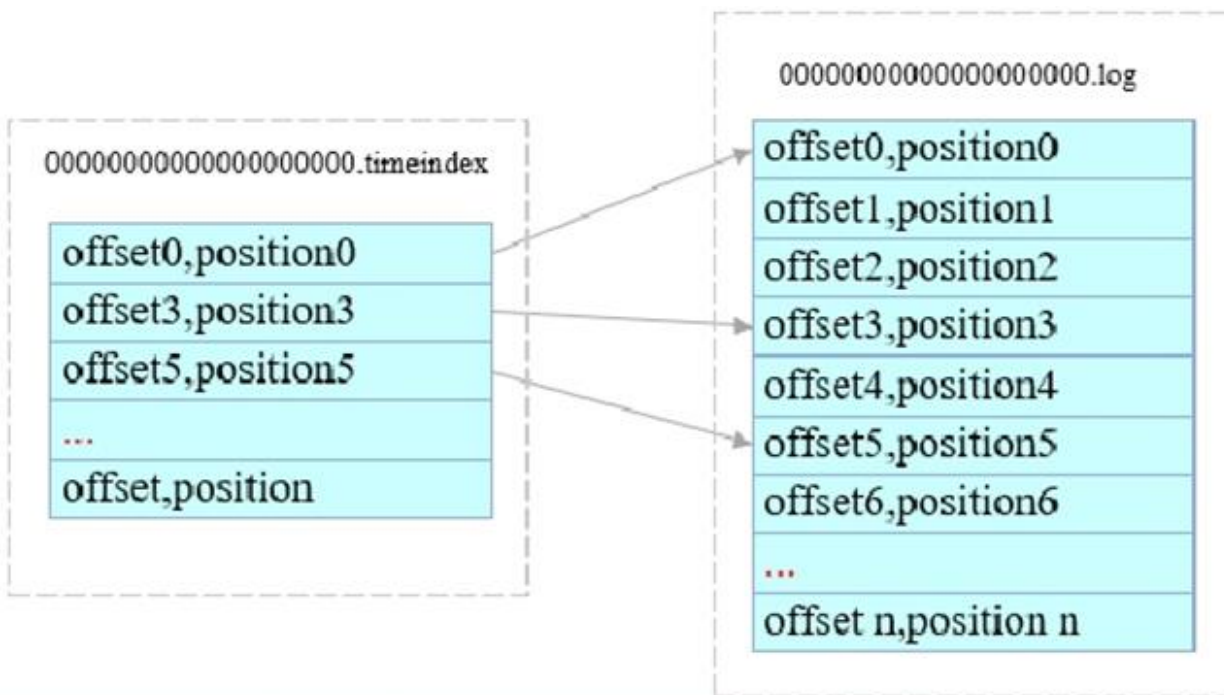 00000000000000000000.timeindex
offset0,position0
offset3,position3
offset5,position5
...
offset,position
00000000000000000000.log
offset0,position0
offset1,position1
offset2,position2
offset3,position3
offset4,position4
offset5,position5
offset6,position6
...
offset n,position n